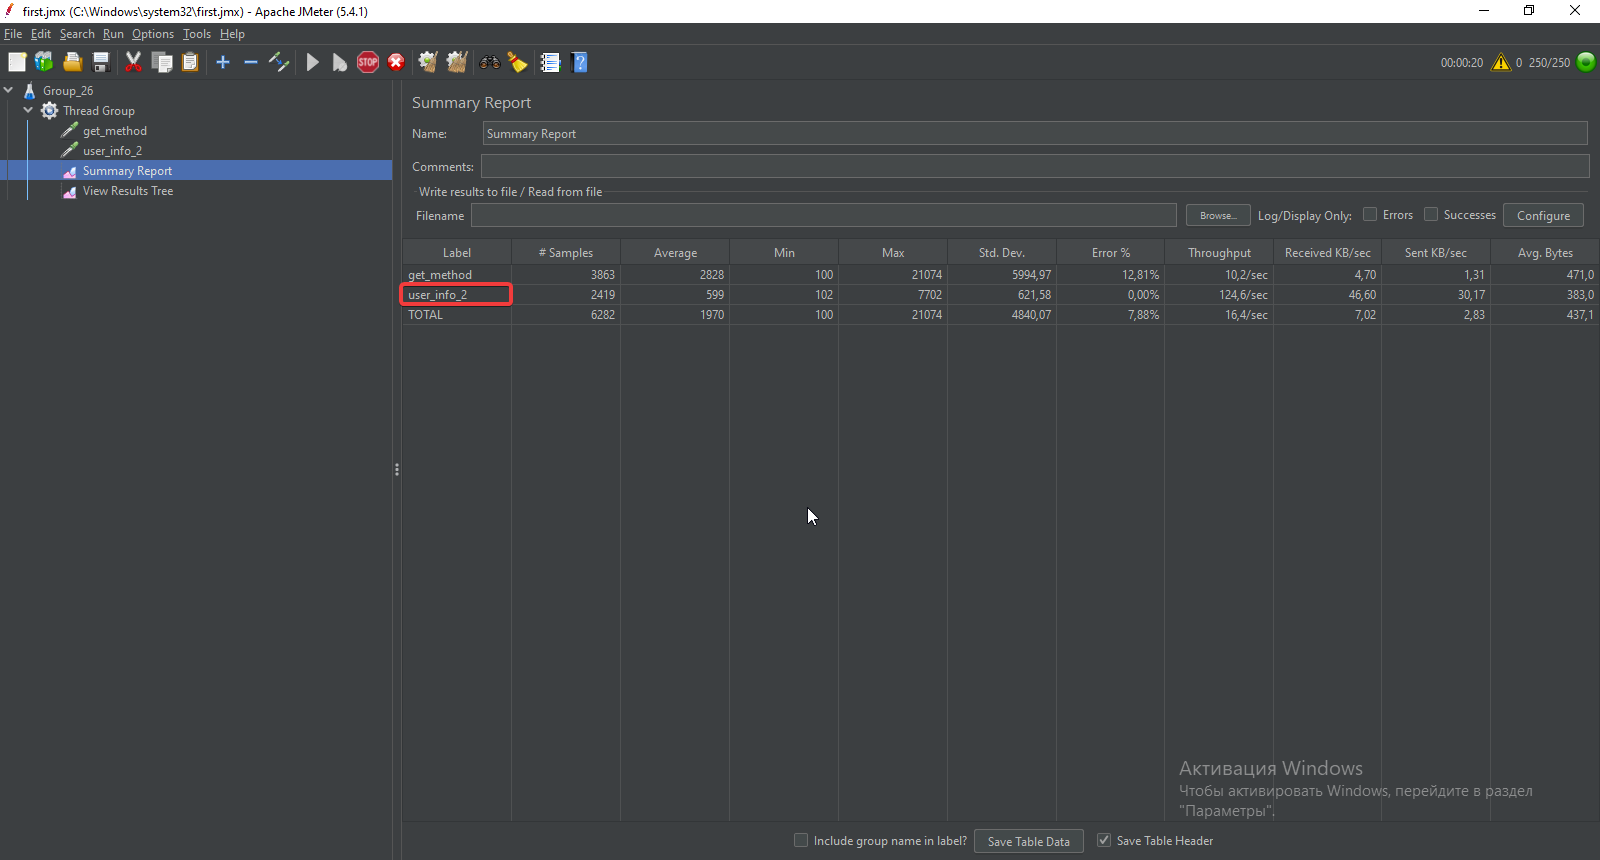 first.jmx (C:\Windows\system32\first.jmx) - Apache JMeter (5.4.1)
File Edit Search Run Options Tools Help
STOP
00:00:20 0 250/250
Group_26
Thread Group
get_method
user_info_2
Summary Report
View Results Tree
Summary Report
Name: Summary Report
Comments:
Write results to file / Read from file
Filename Browse... Log/Display Only: Errors Successes Configure
Label # Samples Average Min Max Std. Dev. Error % Throughput Received KB/sec Sent KB/sec Avg. Bytes
get_method 3863 2828 100 21074 5994,97 12,81% 10,2/sec 4,70 1,31 471,0
user_info_2 2419 599 102 7702 621,58 0,00% 124,6/sec 46,60 30,17 383,0
TOTAL 6282 1970 100 21074 4840,07 7,88% 16,4/sec 7,02 2,83 437,1
Активация Windows
Чтобы активировать Windows, перейдите в раздел
"Параметры".
Include group name in label? Save Table Data Save Table Header